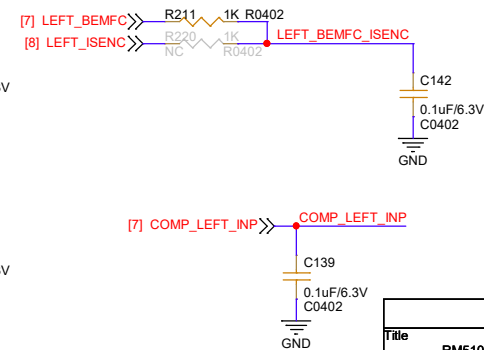 [7] LEFT_BEMFC R211 1K R0402
[8] LEFT_ISENC R220 1K LEFT_BEMFC_ISENC
NC R0402
C142
0.1uF/6.3V
C0402
GND
[7] COMP_LEFT_INP COMP_LEFT_INP
C139
0.1uF/6.3V
C0402
GND
Title